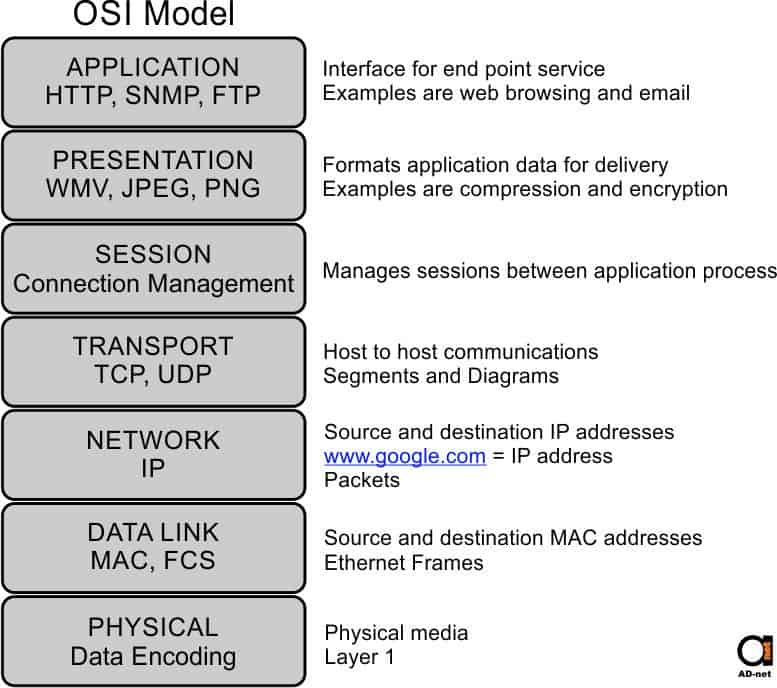 OSI Model
APPLICATION
HTTP, SNMP, FTP
Interface for end point service
Examples are web browsing and email
PRESENTATION
WMV, JPEG, PNG
Formats application data for delivery
Examples are compression and encryption
SESSION
Connection Management
Manages sessions between application process
TRANSPORT
TCP, UDP
Host to host communications
Segments and Diagrams
NETWORK
IP
Source and destination IP addresses
www.google.com = IP address
Packets
DATA LINK
MAC, FCS
Source and destination MAC addresses
Ethernet Frames
PHYSICAL
Data Encoding
Physical media
Layer 1
AD-net